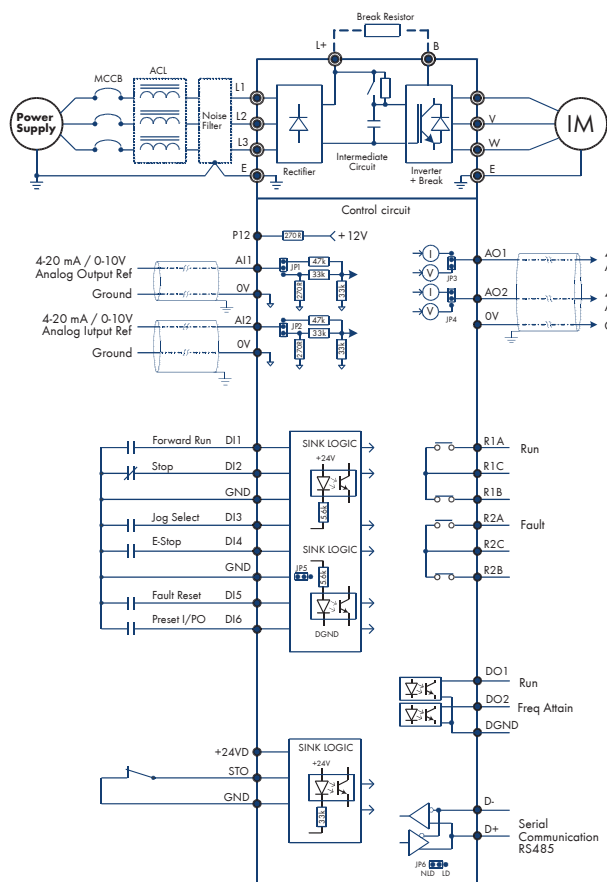 Break Resistor
L+
B
MCCB
ACL
L1
Power
Supply
Noise
Filter
L2
V
IM
L3
W
Rectifier
Intermediate
Circuit
Inverter
+ Break
E
E
Control circuit
P12
270R
+12V
4-20 mA / 0-10V
Analog Output Ref
AI1
JP1
47k
33k
270R
33k
Ground
0V
4-20 mA / 0-10V
Analog Iutput Ref
AI2
JP2
47k
33k
270R
33k
Ground
0V
I
V
JP3
AO1
I
V
JP4
AO2
0V
Forward Run DI1
Stop DI2
GND
Jog Select DI3
E-Stop DI4
GND
Fault Reset DI5
Preset I/PO DI6
SINK LOGIC
+24V
5.6k
SINK LOGIC
JP5
5.6k
DGND
R1A
Run
R1C
R1B
R2A
Fault
R2C
R2B
DO1
Run
DO2
Freq Attain
DGND
+24VD
STO
GND
SINK LOGIC
+24V
33k
D-
D+
Serial
Communication
RS485
JP6
NLD LD